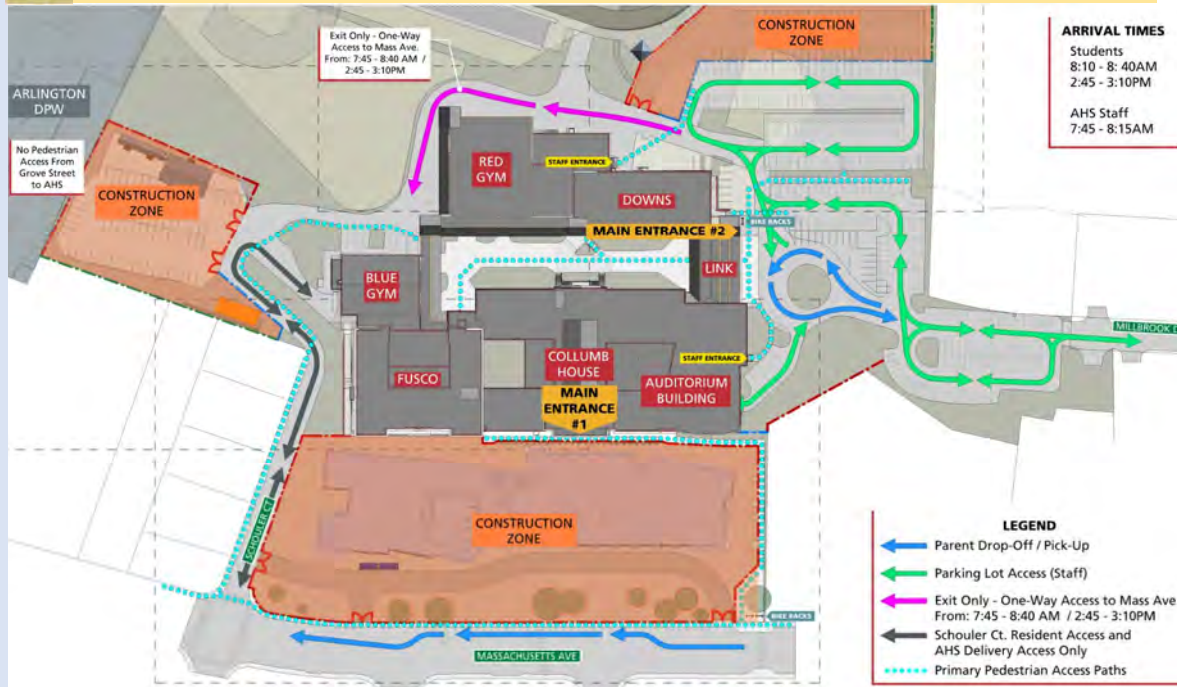 Exit Only - One-Way
Access to Mass Ave.
From: 7:45 - 8:40 AM /
2:45 - 3:10PM
CONSTRUCTION
ZONE
ARRIVAL TIMES
Students
8:10 - 8:40AM
2:45 - 3:10PM
AHS Staff
7:45 - 8:15AM
ARLINGTON
DPW
No Pedestrian
Access From
Grove Street
to AHS
CONSTRUCTION
ZONE
RED
GYM
STAFF ENTRANCE
DOWNS
MAIN ENTRANCE #2
BIKE RACKS
LINK
BLUE
GYM
FUSCO
COLLUMB
HOUSE
STAFF ENTRANCE
AUDITORIUM
BUILDING
MAIN
ENTRANCE
#1
MILLBROOK
SCHOULER CT
CONSTRUCTION
ZONE
BIKE RACKS
MASSACHUSETTS AVE
LEGEND
Parent Drop-Off / Pick-Up
Parking Lot Access (Staff)
Exit Only - One-Way Access to Mass Ave
From: 7:45 - 8:40 AM / 2:45 - 3:10PM
Schouler Ct. Resident Access and
AHS Delivery Access Only
Primary Pedestrian Access Paths